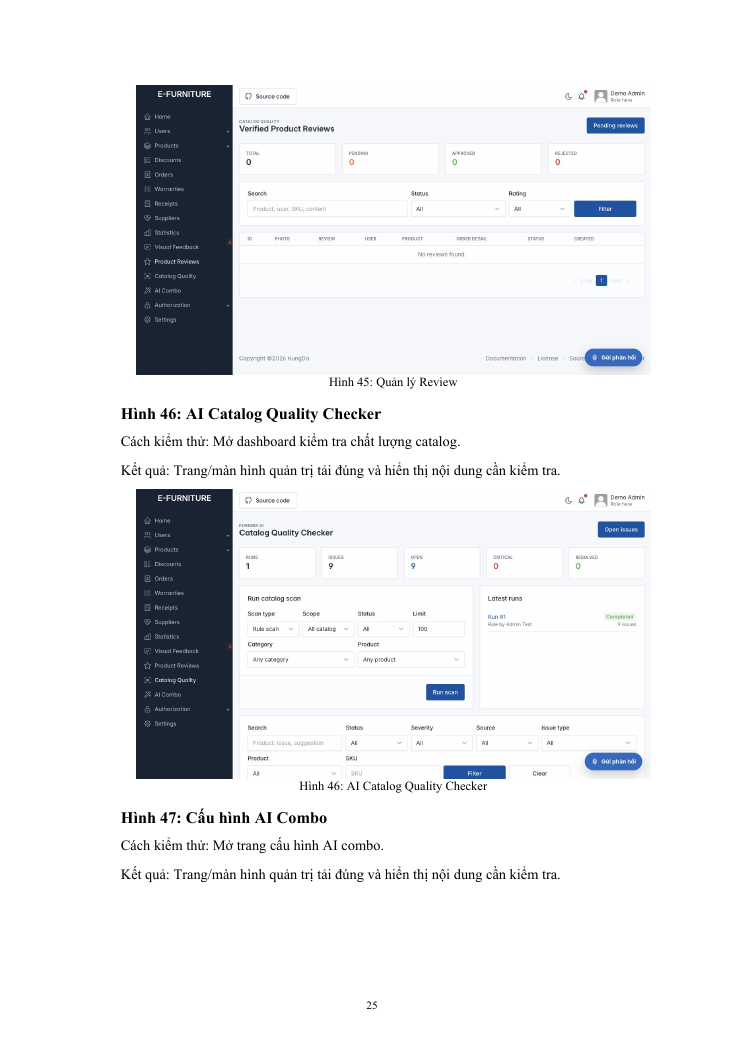 E-FURNITURE
Source code
Demo Admin
Role here
Home
Users
Products
Discounts
Orders
Warranties
Receipts
Suppliers
Statistics
Visual Feedback
Product Reviews
Catalog Quality
AI Combo
Authorization
Settings
CATALOG QUALITY
Verified Product Reviews
Pending reviews
TOTAL
0
PENDING
0
APPROVED
0
REJECTED
0
Search
Status
Rating
Product, user, SKU, content
All
All
Filter
ID PHOTO REVIEW USER PRODUCT ORDER DETAIL STATUS CREATED
No reviews found.
prev 1 next
Copyright ©2026 HungDo
Documentation · License ·
Gửi phản hồi
Hình 45: Quản lý Review
Hình 46: AI Catalog Quality Checker
Cách kiểm thử: Mở dashboard kiểm tra chất lượng catalog.
Kết quả: Trang/màn hình quản trị tải đúng và hiển thị nội dung cần kiểm tra.
E-FURNITURE
Source code
Demo Admin
Role here
Home
Users
Products
Discounts
Orders
Warranties
Receipts
Suppliers
Statistics
Visual Feedback
Product Reviews
Catalog Quality
AI Combo
Authorization
Settings
Catalog Quality Checker
Open issues
RUNS
1
ISSUES
9
OPEN
9
CRITICAL
0
RESOLVED
0
Run catalog scan
Scan type Scope Status Limit
Rule scan All catalog All 100
Category Product
Any category Any product
Run scan
Latest runs
Run #1 Completed
Rule by Admin Test 9 issues
Search Status Severity Source Issue type
Product, issue, suggestion All All All All
Product SKU
All SKU Filter Clear
Gửi phản hồi
Hình 46: AI Catalog Quality Checker
Hình 47: Cấu hình AI Combo
Cách kiểm thử: Mở trang cấu hình AI combo.
Kết quả: Trang/màn hình quản trị tải đúng và hiển thị nội dung cần kiểm tra.
25